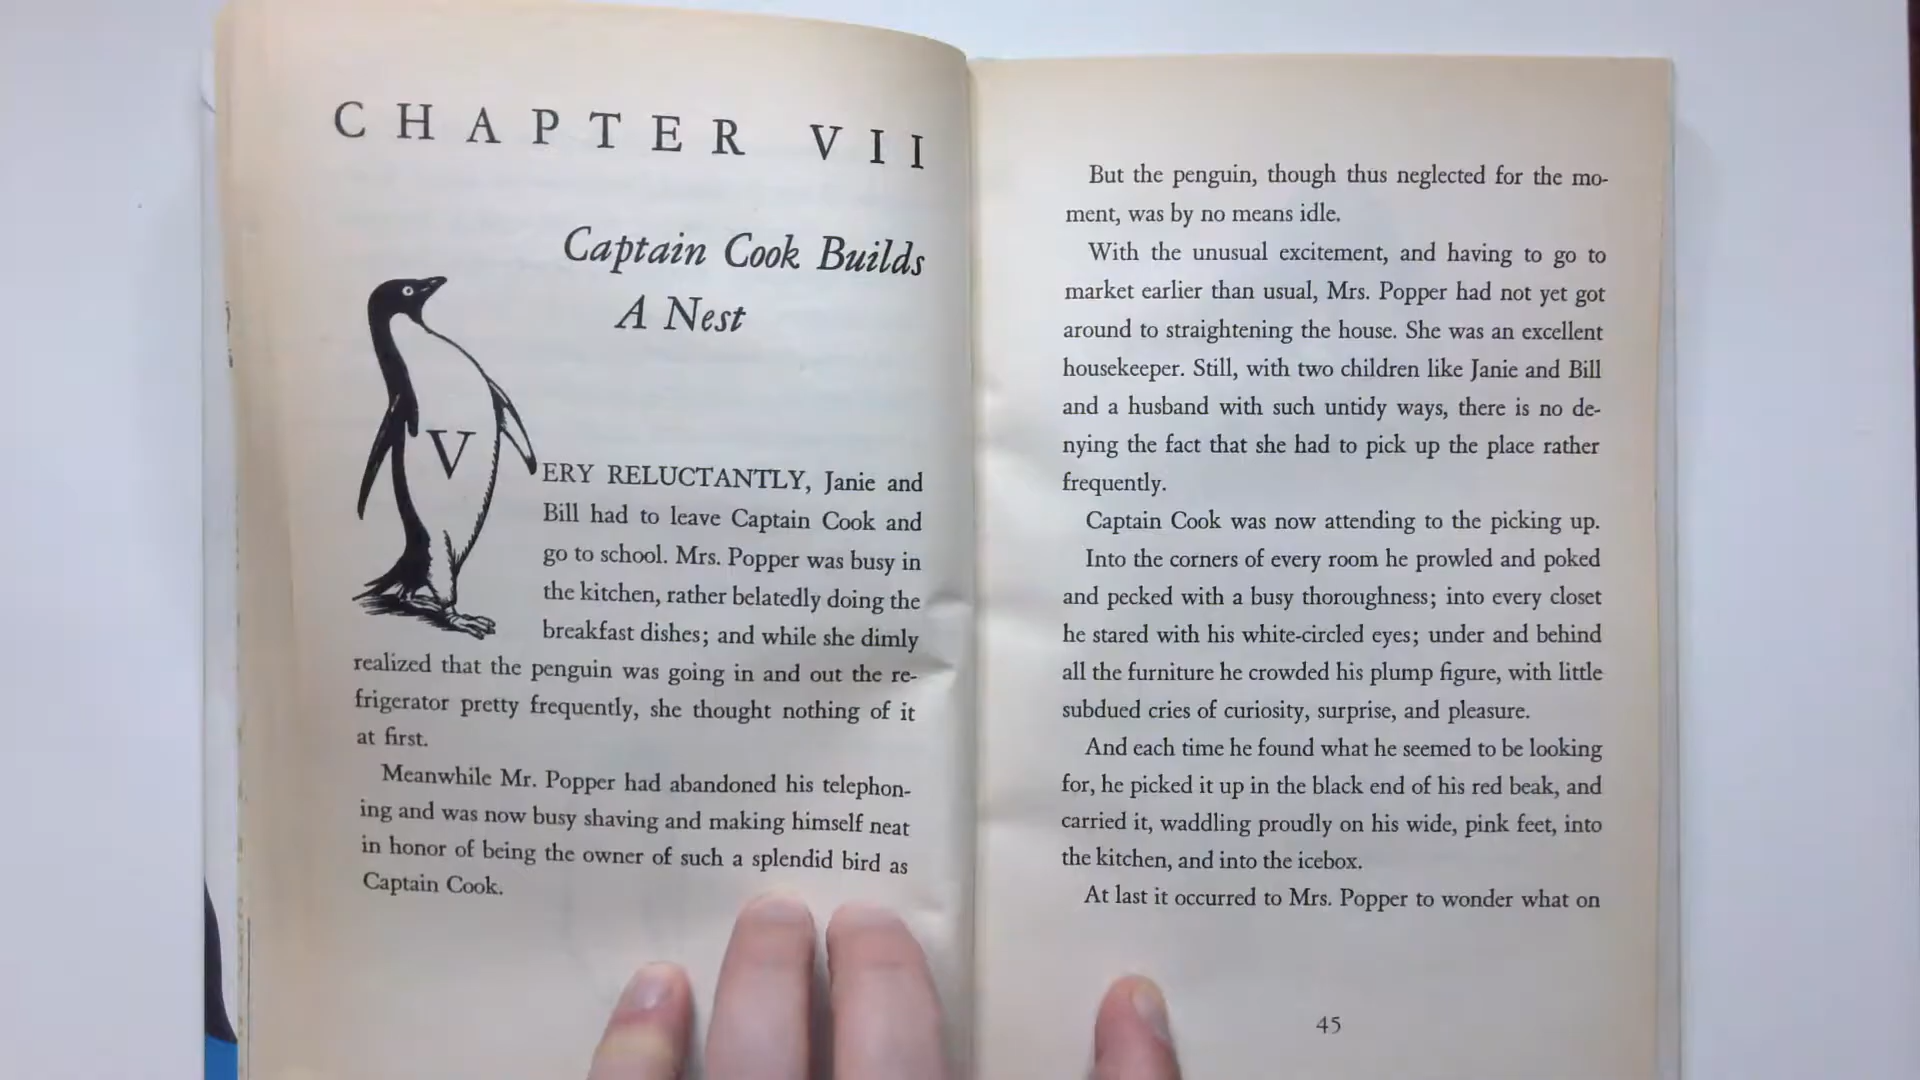 CHAPTER VII
Captain Cook Builds
A Nest
VERY RELUCTANTLY, Janie and
Bill had to leave Captain Cook and
go to school. Mrs. Popper was busy in
the kitchen, rather belatedly doing the
breakfast dishes; and while she dimly
realized that the penguin was going in and out the re-
frigerator pretty frequently, she thought nothing of it
at first.
Meanwhile Mr. Popper had abandoned his telephon-
ing and was now busy shaving and making himself neat
in honor of being the owner of such a splendid bird as
Captain Cook.
But the penguin, though thus neglected for the mo-
ment, was by no means idle.
With the unusual excitement, and having to go to
market earlier than usual, Mrs. Popper had not yet got
around to straightening the house. She was an excellent
housekeeper. Still, with two children like Janie and Bill
and a husband with such untidy ways, there is no de-
nying the fact that she had to pick up the place rather
frequently.
Captain Cook was now attending to the picking up.
Into the corners of every room he prowled and poked
and pecked with a busy thoroughness; into every closet
he stared with his white-circled eyes; under and behind
all the furniture he crowded his plump figure, with little
subdued cries of curiosity, surprise, and pleasure.
And each time he found what he seemed to be looking
for, he picked it up in the black end of his red beak, and
carried it, waddling proudly on his wide, pink feet, into
the kitchen, and into the icebox.
At last it occurred to Mrs. Popper to wonder what on
45